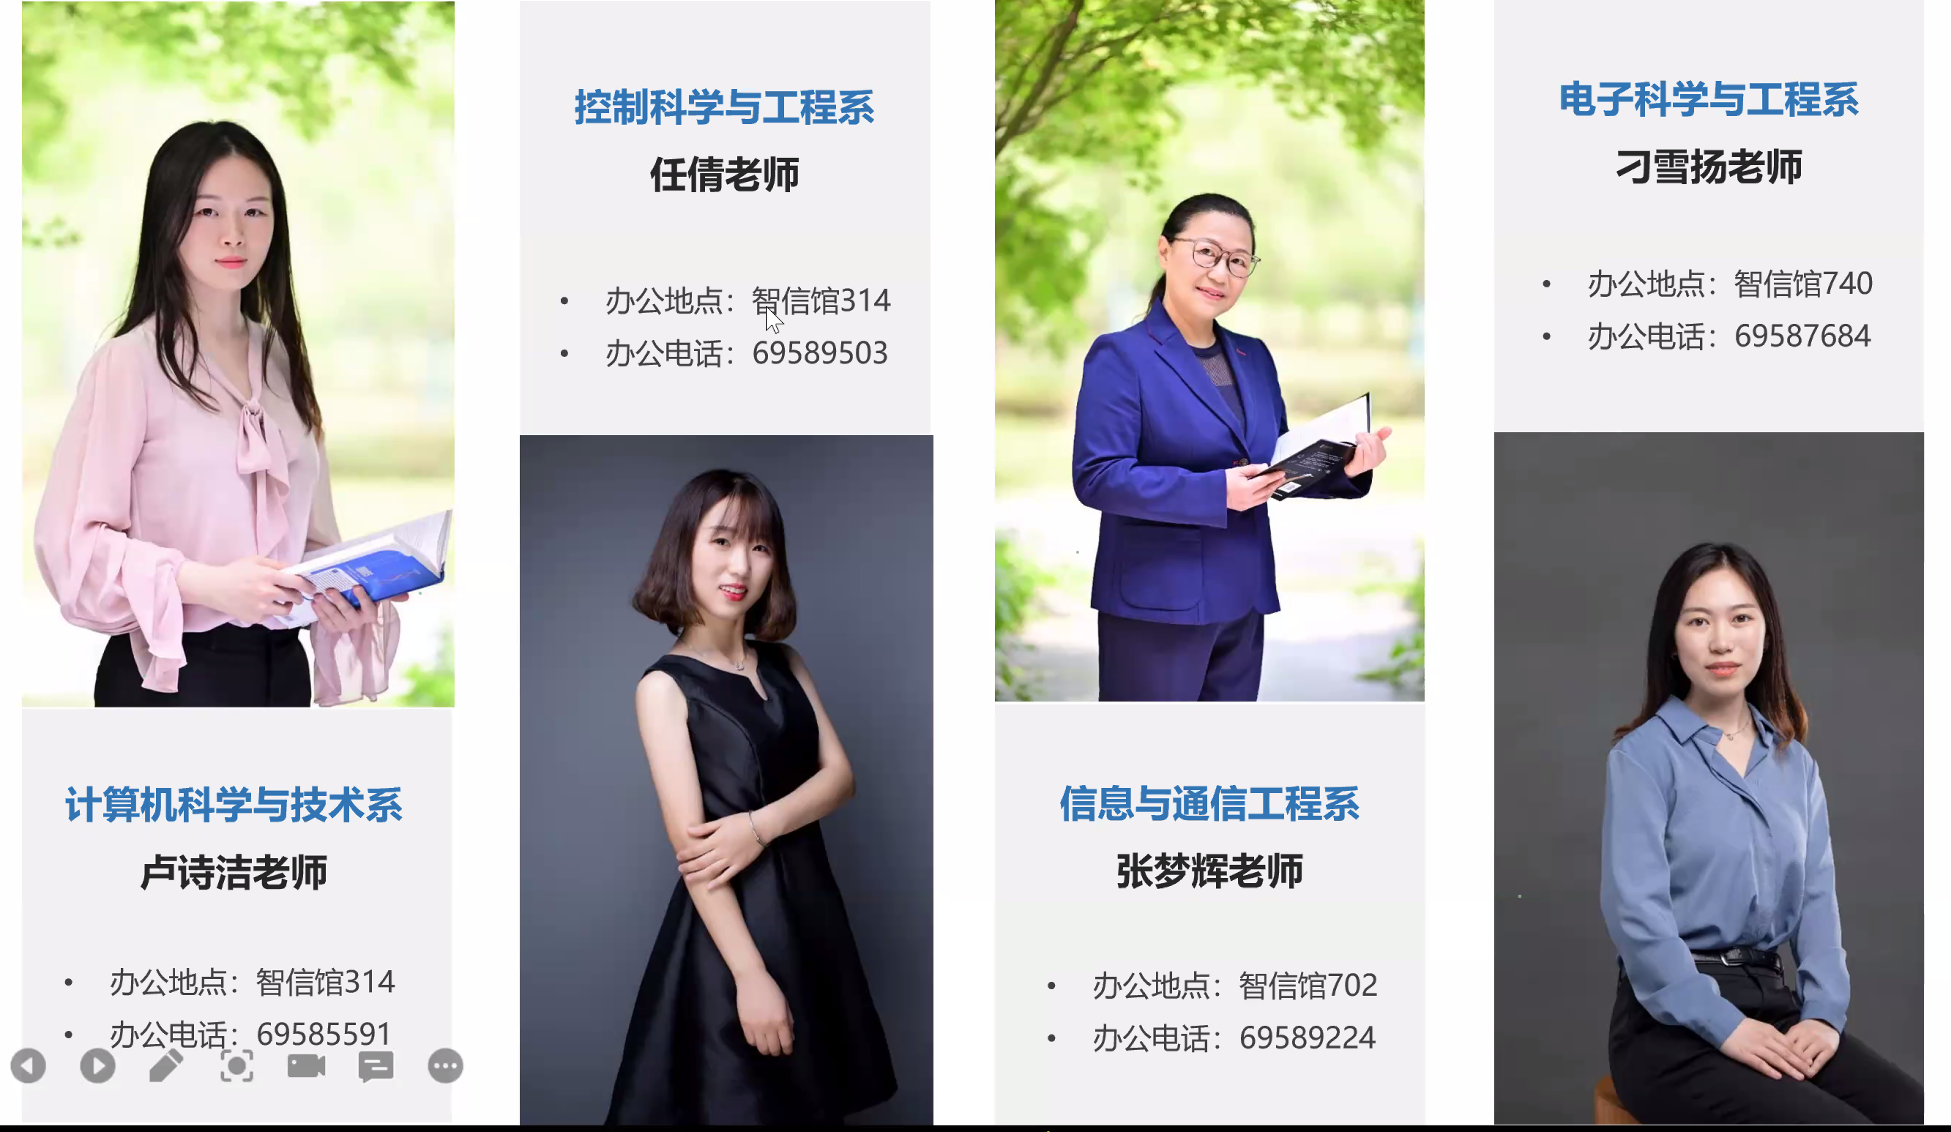 计算机科学与技术系
卢诗洁老师
• 办公地点：智信馆314
• 办公电话：69585591
控制科学与工程系
任倩老师
• 办公地点：智信馆314
• 办公电话：69589503
信息与通信工程系
张梦辉老师
• 办公地点：智信馆702
• 办公电话：69589224
电子科学与工程系
刁雪扬老师
• 办公地点：智信馆740
• 办公电话：69587684